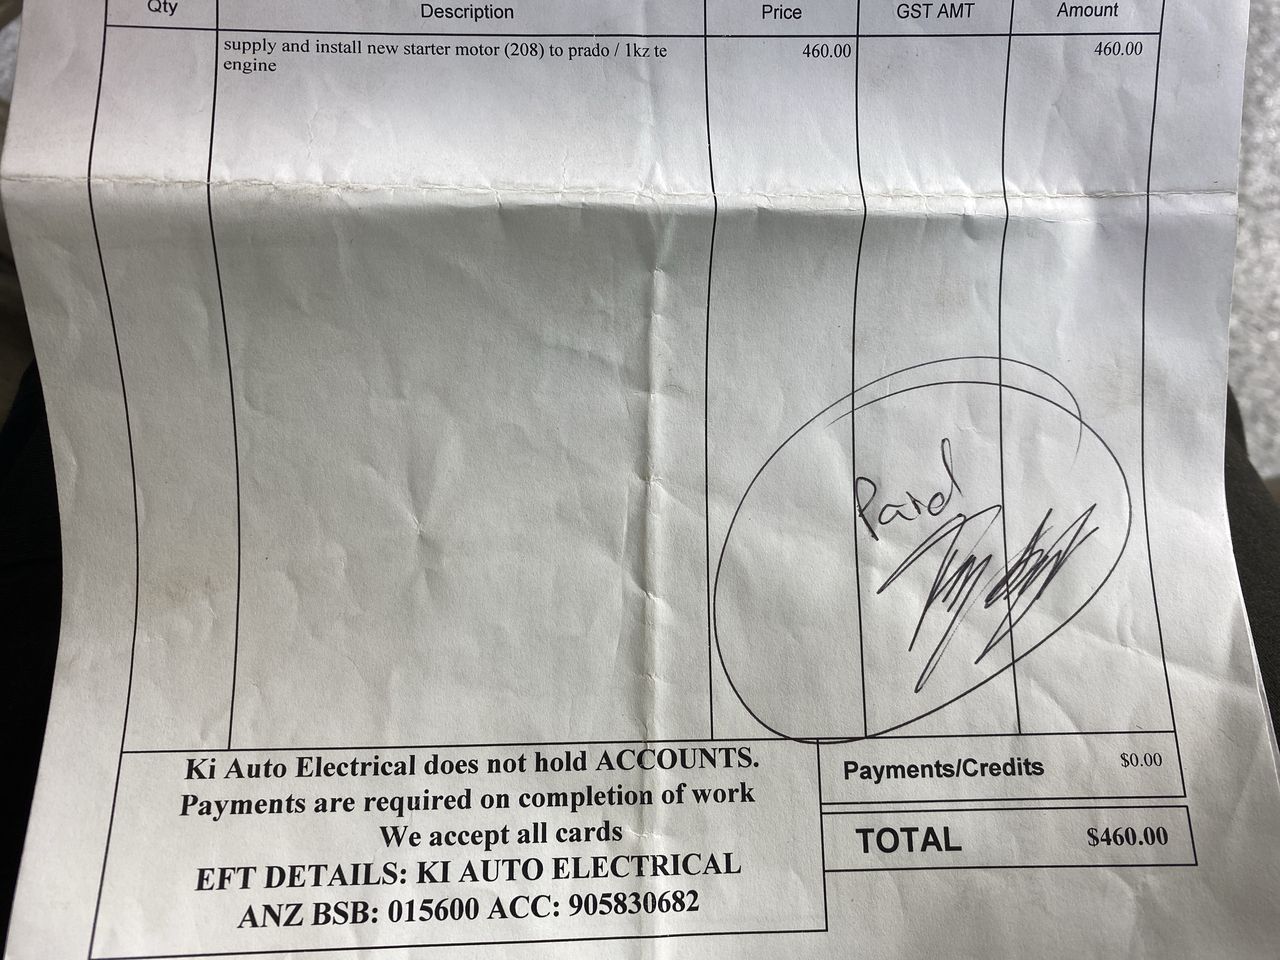 Qty Description Price GST AMT Amount
supply and install new starter motor (208) to prado / 1kz te 460.00 460.00
engine
Paid
Ki Auto Electrical does not hold ACCOUNTS.
Payments are required on completion of work
We accept all cards
EFT DETAILS: KI AUTO ELECTRICAL
ANZ BSB: 015600 ACC: 905830682
Payments/Credits $0.00
TOTAL $460.00